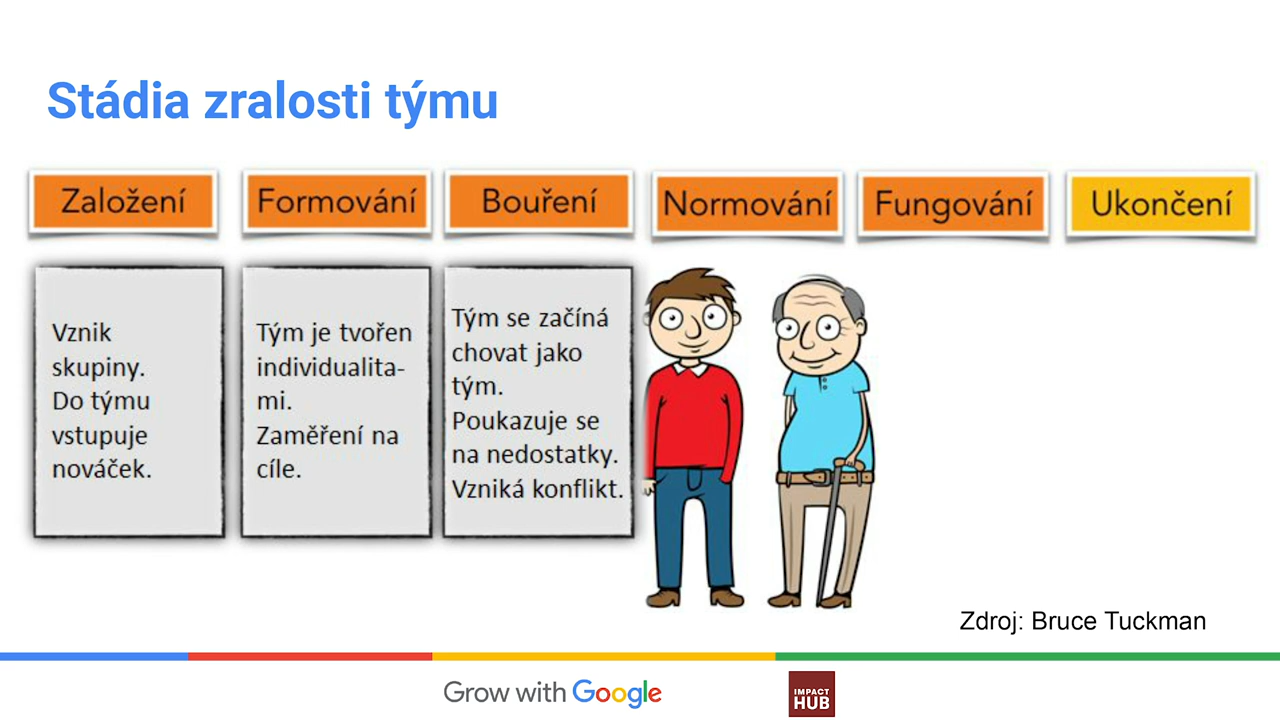 Stádia zralosti týmu
Založení
Formování
Bouření
Normování
Fungování
Ukončení
Vznik
skupiny.
Do týmu
vstupuje
nováček.
Tým je tvořen
individualita-
mi.
Zaměření na
cíle.
Tým se začíná
chovat jako
tým.
Poukazuje se
na nedostatky.
Vzniká konflikt.
Zdroj: Bruce Tuckman
Grow with Google
IMPACT
HUB